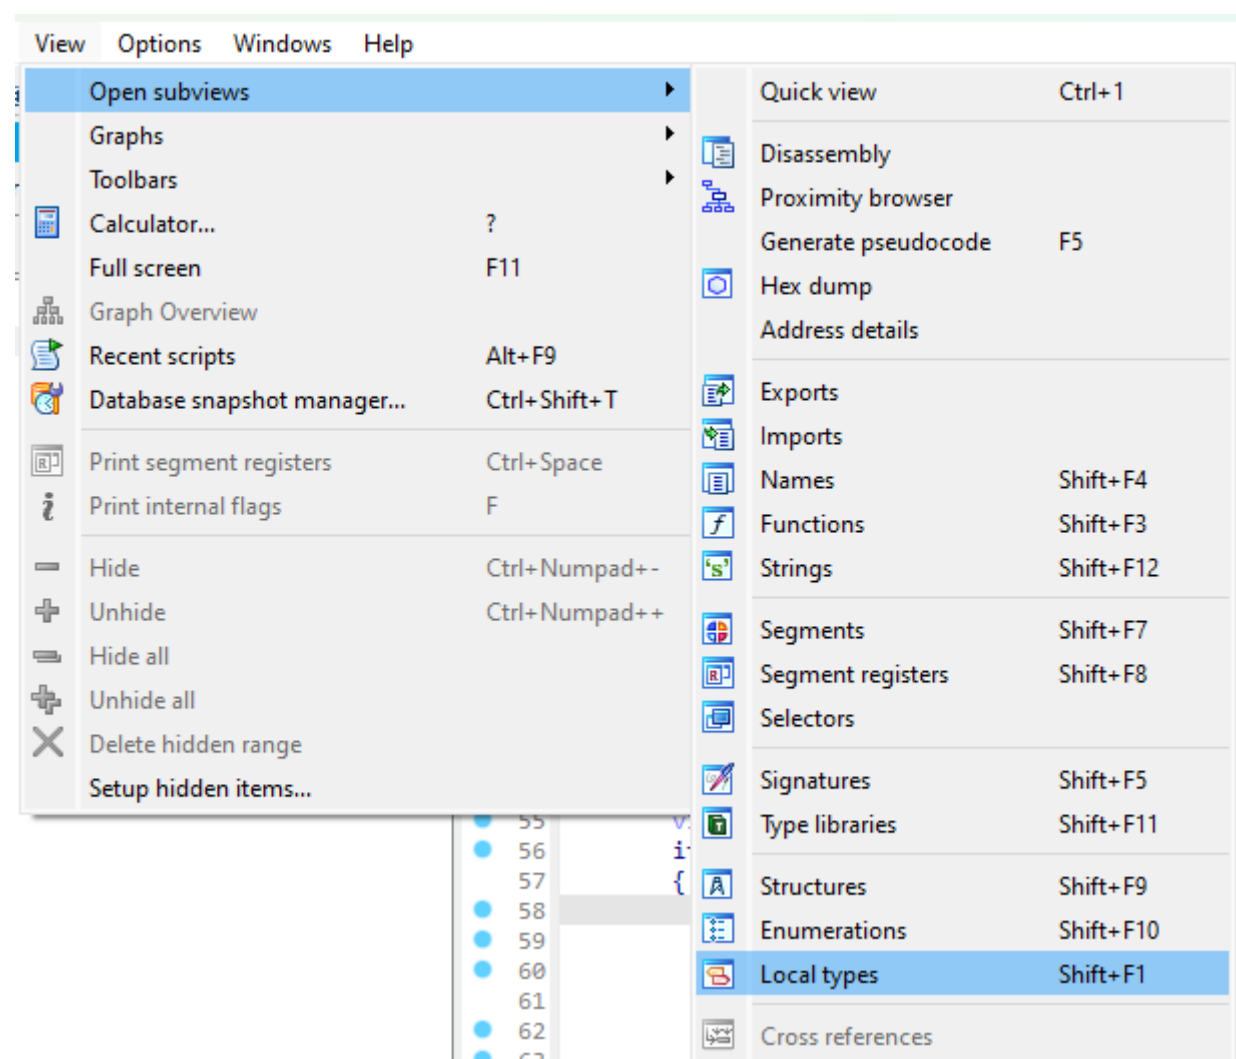 View Options Windows Help
Open subviews
Graphs
Toolbars
Calculator... ?
Full screen F11
Graph Overview
Recent scripts Alt+F9
Database snapshot manager... Ctrl+Shift+T
Print segment registers Ctrl+Space
Print internal flags F
Hide Ctrl+Numpad+-
Unhide Ctrl+Numpad++
Hide all
Unhide all
Delete hidden range
Setup hidden items...
Quick view Ctrl+1
Disassembly
Proximity browser
Generate pseudocode F5
Hex dump
Address details
Exports
Imports
Names Shift+F4
Functions Shift+F3
Strings Shift+F12
Segments Shift+F7
Segment registers Shift+F8
Selectors
Signatures Shift+F5
Type libraries Shift+F11
Structures Shift+F9
Enumerations Shift+F10
Local types Shift+F1
Cross references
55
56
57 {
58
59
60
61
62